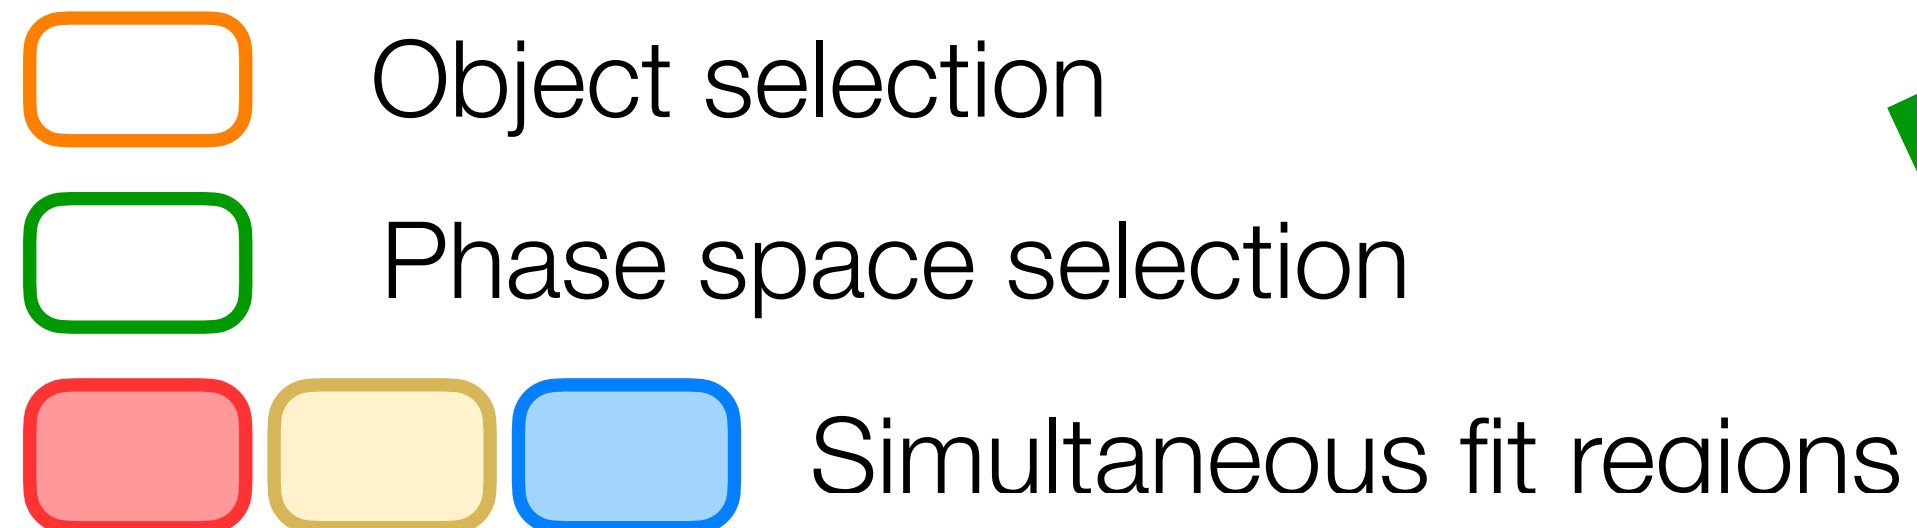 Object selection
Phase space selection
Simultaneous fit regions